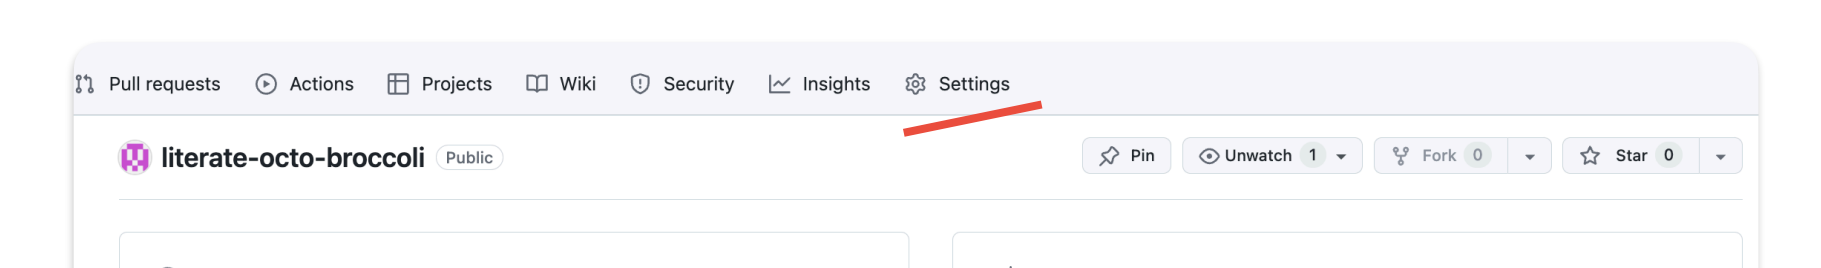 Pull requests Actions Projects Wiki Security Insights Settings
literate-octo-broccoli Public Pin Unwatch 1 Fork 0 Star 0